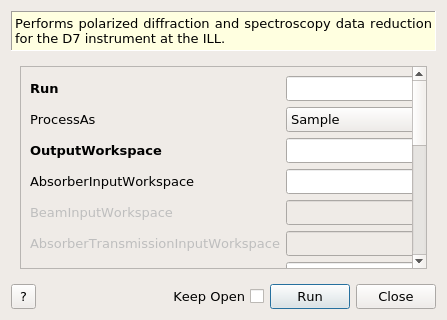 Performs polarized diffraction and spectroscopy data reduction
for the D7 instrument at the ILL.
Run
ProcessAs Sample
OutputWorkspace
AbsorberInputWorkspace
BeamInputWorkspace
AbsorberTransmissionInputWorkspace
? Keep Open Run Close